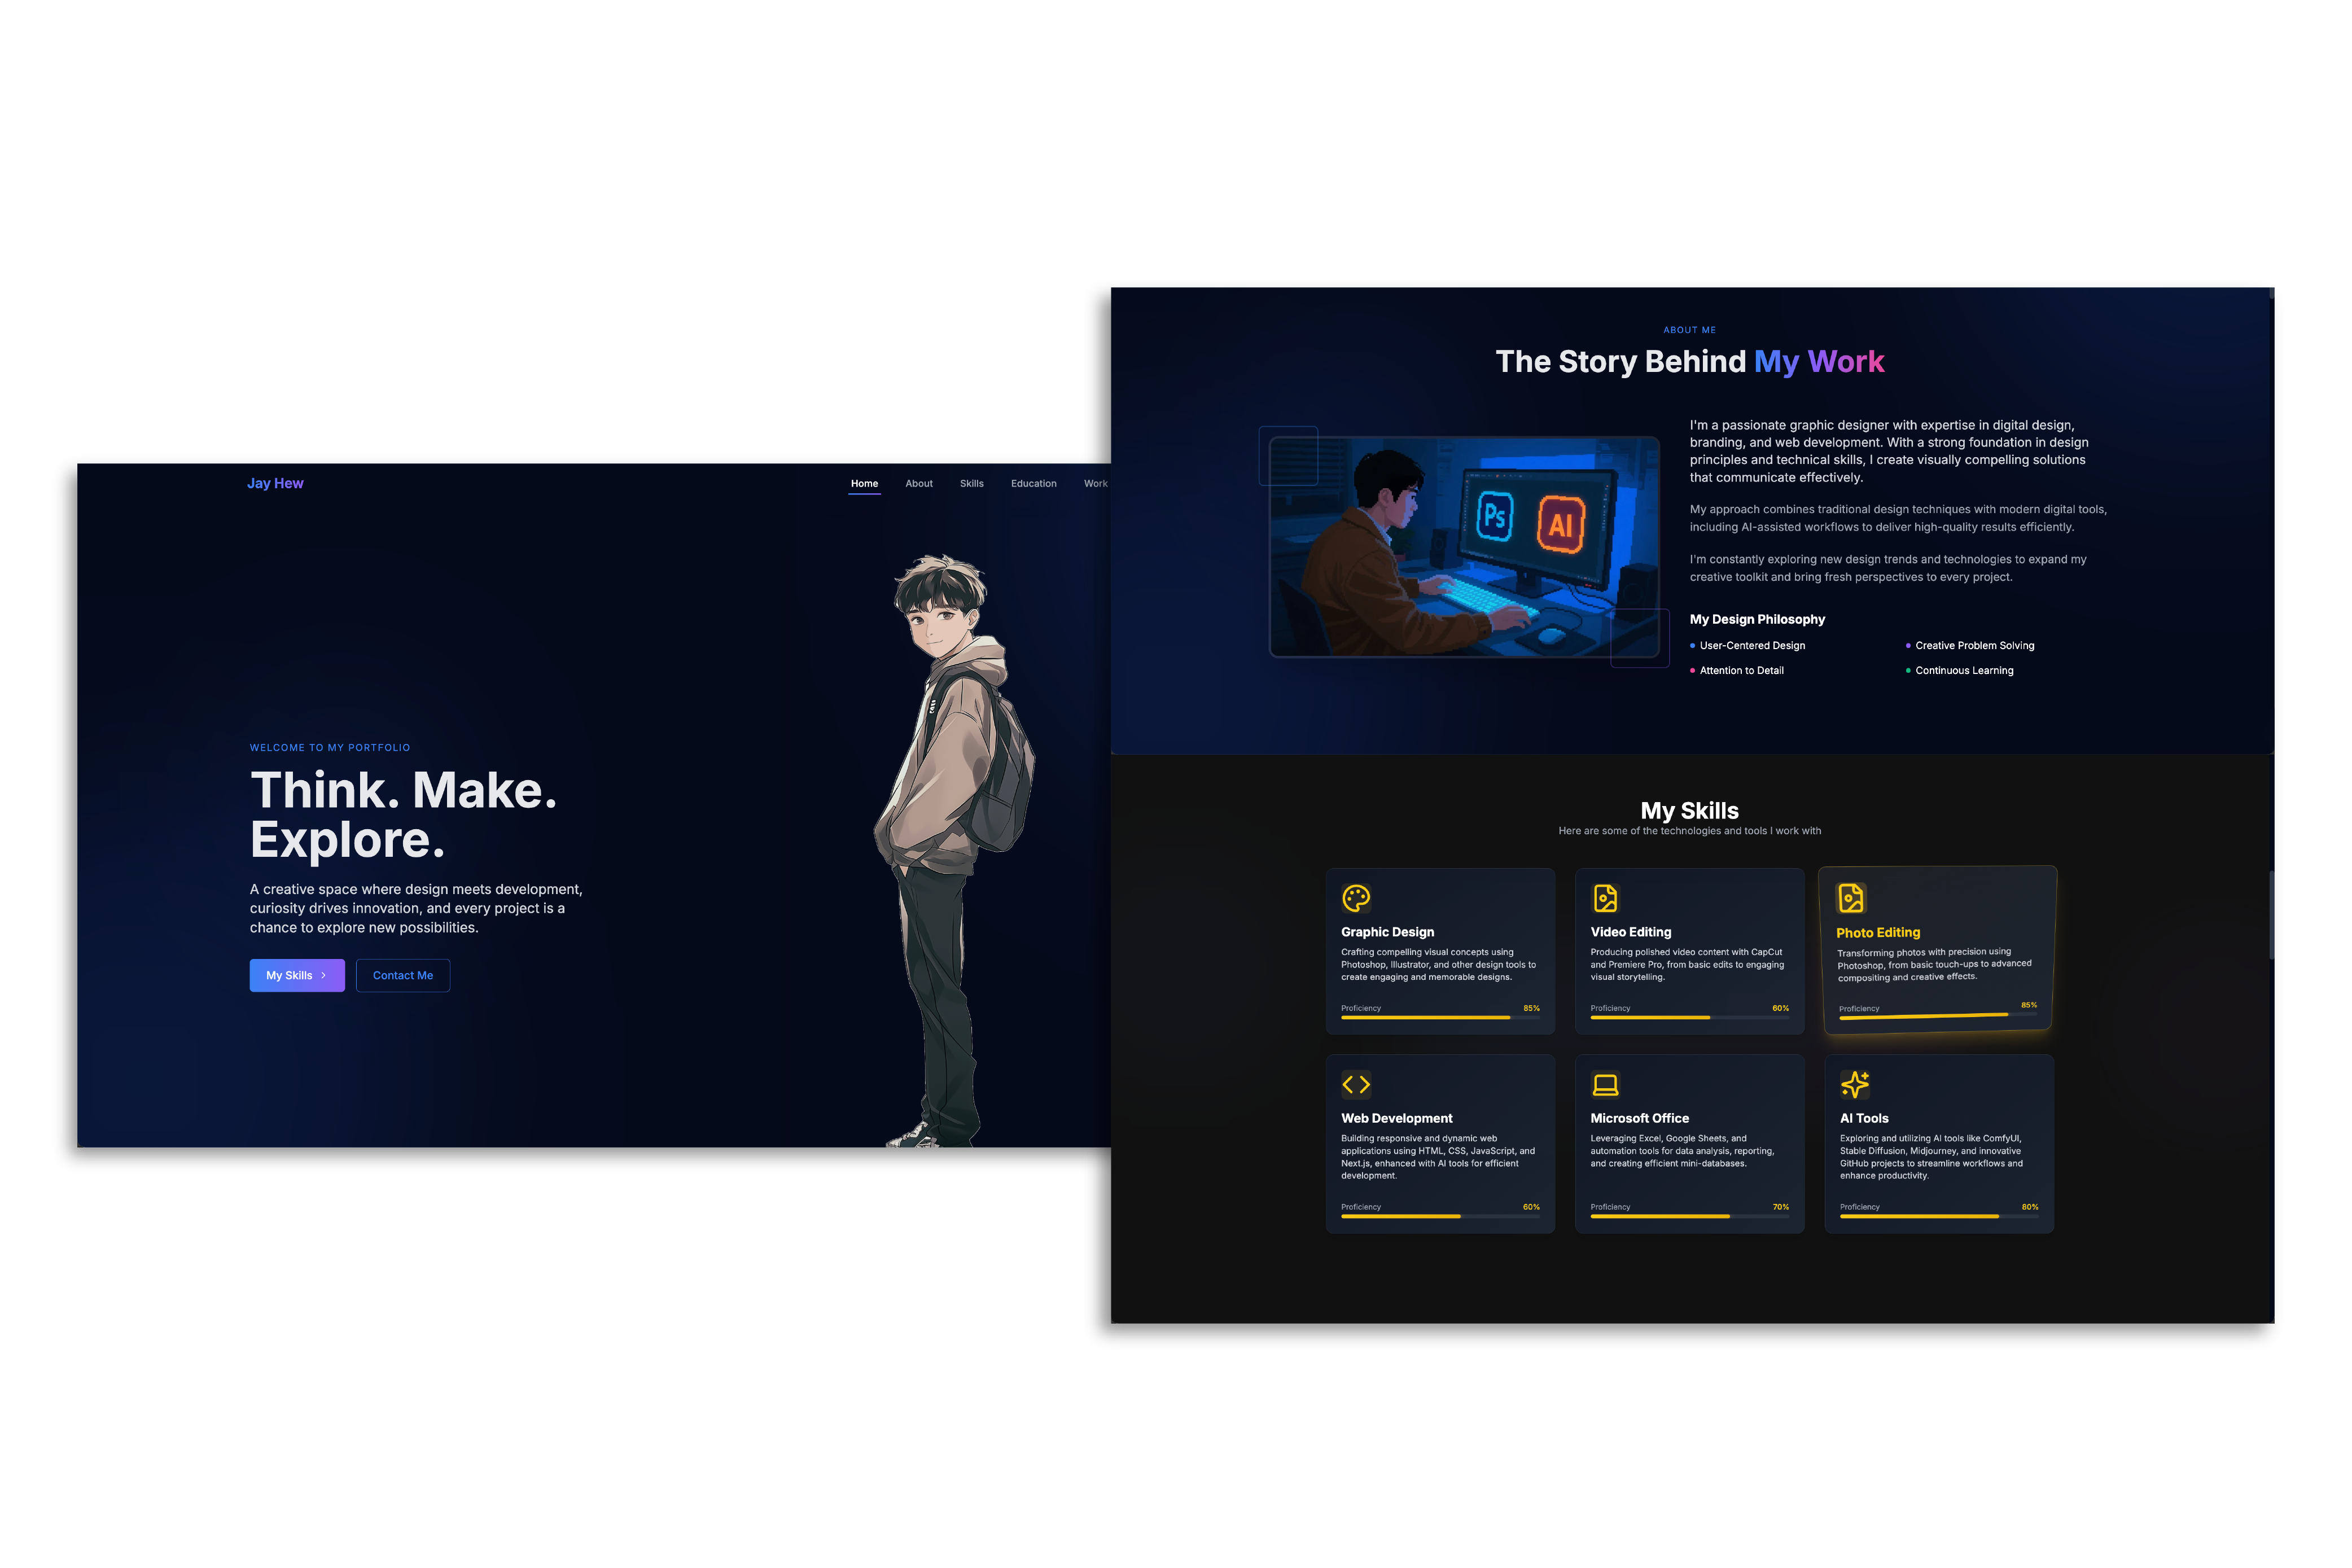 Jay Hew
Home About Skills Education Work
WELCOME TO MY PORTFOLIO
Think. Make.
Explore.
A creative space where design meets development,
curiosity drives innovation, and every project is a
chance to explore new possibilities.
My Skills
Contact Me
ABOUT ME
The Story Behind My Work
Ps
AI
I'm a passionate graphic designer with expertise in digital design,
branding, and web development. With a strong foundation in design
principles and technical skills, I create visually compelling solutions
that communicate effectively.
My approach combines traditional design techniques with modern digital tools,
including AI-assisted workflows to deliver high-quality results efficiently.
I'm constantly exploring new design trends and technologies to expand my
creative toolkit and bring fresh perspectives to every project.
My Design Philosophy
User-Centered Design
Creative Problem Solving
Attention to Detail
Continuous Learning
My Skills
Here are some of the technologies and tools I work with
Graphic Design
Crafting compelling visual concepts using
Photoshop, Illustrator, and other design tools to
create engaging and memorable designs.
Proficiency 85%
Video Editing
Producing polished video content with CapCut
and Premiere Pro, from basic edits to engaging
visual storytelling.
Proficiency 60%
Photo Editing
Transforming photos with precision using
Photoshop, from basic touch-ups to advanced
compositing and creative effects.
Proficiency 85%
Web Development
Building responsive and dynamic web
applications using HTML, CSS, JavaScript, and
Next.js, enhanced with AI tools for efficient
development.
Proficiency 60%
Microsoft Office
Leveraging Excel, Google Sheets, and
automation tools for data analysis, reporting,
and creating efficient mini-databases.
Proficiency 70%
AI Tools
Exploring and utilizing AI tools like ComfyUI,
Stable Diffusion, Midjourney, and innovative
GitHub projects to streamline workflows and
enhance productivity.
Proficiency 80%